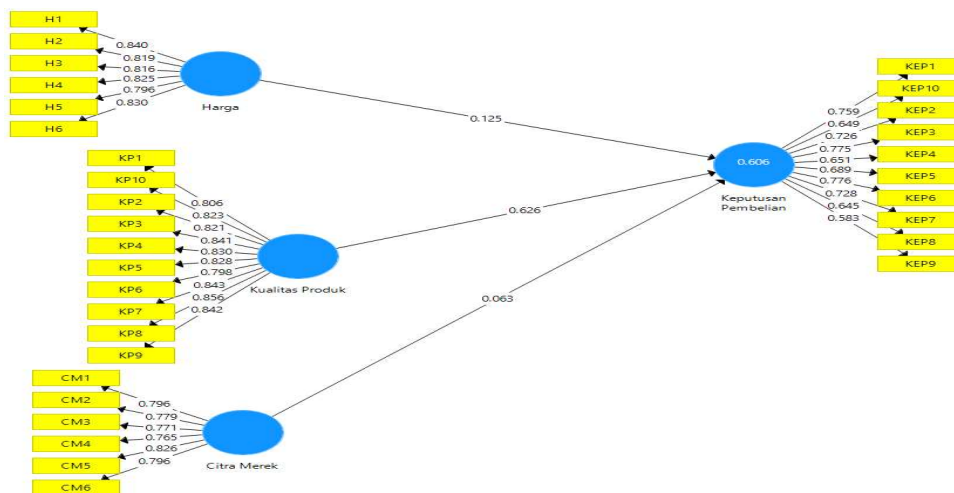 H1
H2
H3
H4
H5
H6
0.840
0.819
0.816
0.825
0.796
0.830
Harga
KP1
KP10
KP2
KP3
KP4
KP5
KP6
KP7
KP8
KP9
0.806
0.823
0.821
0.841
0.830
0.828
0.798
0.843
0.856
0.842
Kualitas Produk
CM1
CM2
CM3
CM4
CM5
CM6
0.796
0.779
0.771
0.765
0.826
0.796
Citra Merek
0.125
0.626
0.063
0.606
Keputusan
Pembelian
0.759
0.649
0.726
0.775
0.651
0.689
0.776
0.728
0.645
0.583
KEP1
KEP10
KEP2
KEP3
KEP4
KEP5
KEP6
KEP7
KEP8
KEP9